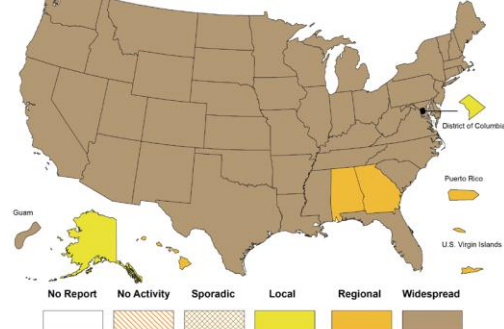 District of Columbia
Puerto Rico
Guam
U.S. Virgin Islands
No Report No Activity Sporadic Local Regional Widespread